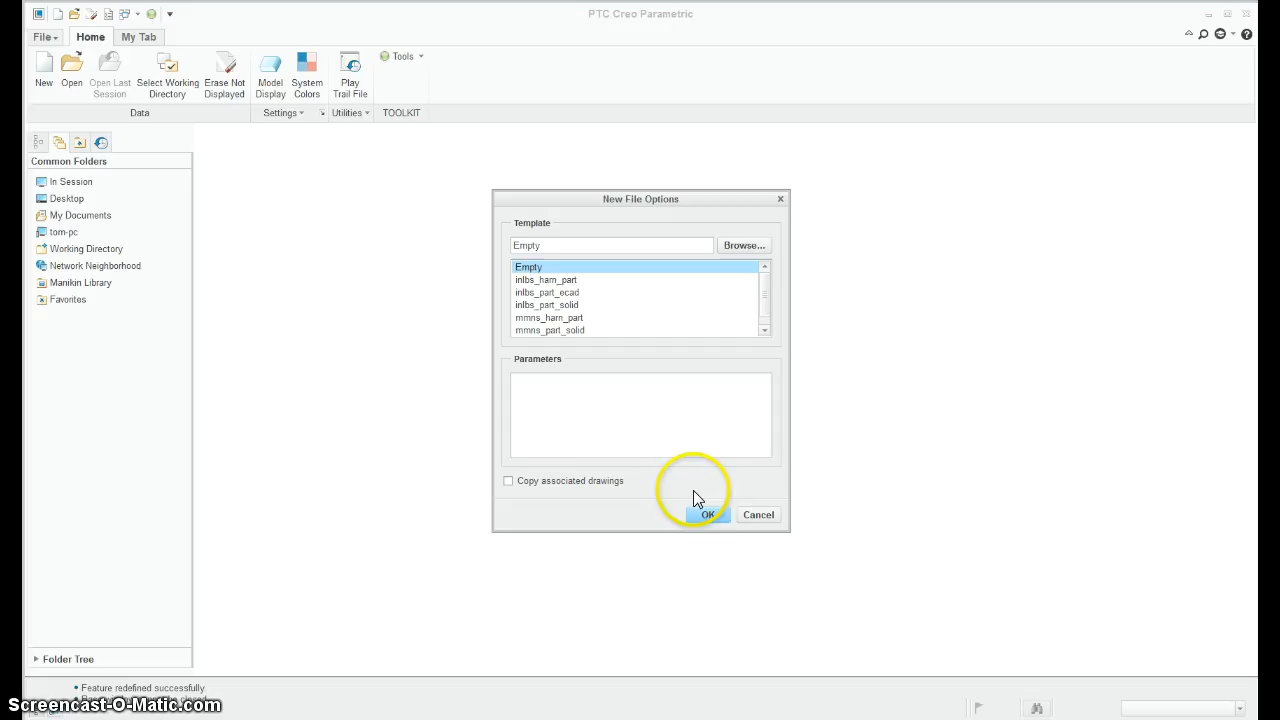 PTC Creo Parametric
File
Home
My Tab
New
Open
Open Last
Session
Select Working
Directory
Erase Not
Displayed
Model
Display
System
Colors
Play
Trail File
Tools
Data
Settings
Utilities
TOOLKIT
Common Folders
In Session
Desktop
My Documents
tom-pc
Working Directory
Network Neighborhood
Manikin Library
Favorites
Folder Tree
New File Options
Template
Empty
Browse...
Empty
inlbs_harn_part
inlbs_part_ecad
inlbs_part_solid
mmns_harn_part
mmns_part_solid
Parameters
Copy associated drawings
OK
Cancel
• Feature redefined successfully
Screencast-O-Matic.com